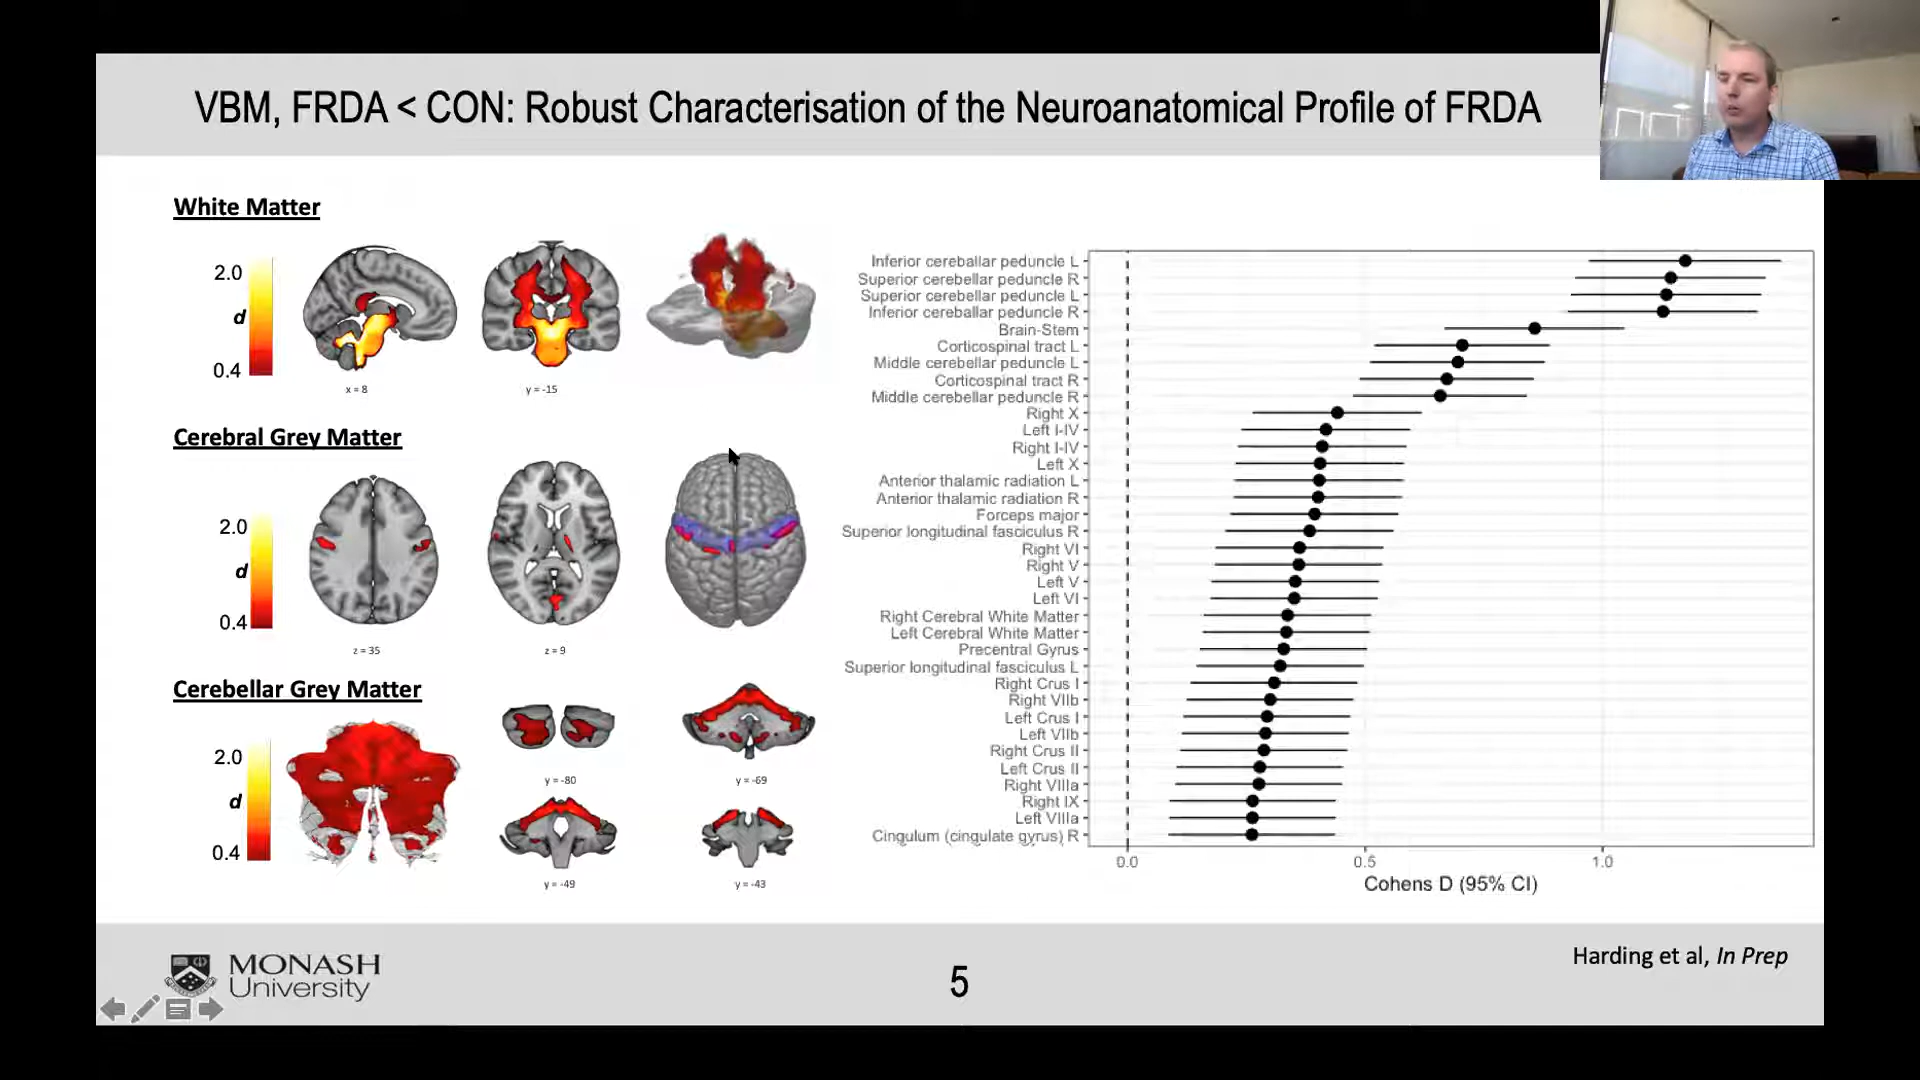 VBM, FRDA < CON: Robust Characterisation of the Neuroanatomical Profile of FRDA
White Matter
2.0
d
0.4
x = 8
y = -15
Cerebral Grey Matter
2.0
d
0.4
z = 35
z = 9
Cerebellar Grey Matter
2.0
d
0.4
y = -80
y = -69
y = -49
y = -43
Inferior cereballar peduncle L
Superior cerebellar peduncle R
Superior cerebellar peduncle L
Inferior cereballar peduncle R
Brain-Stem
Corticospinal tract L
Middle cerebellar peduncle L
Corticospinal tract R
Middle cerebellar peduncle R
Right X
Left I-IV
Right I-IV
Left X
Anterior thalamic radiation L
Anterior thalamic radiation R
Forceps major
Superior longitudinal fasciculus R
Right VI
Right V
Left V
Left VI
Right Cerebral White Matter
Left Cerebral White Matter
Precentral Gyrus
Superior longitudinal fasciculus L
Right Crus I
Right VIIb
Left Crus I
Left VIIb
Right Crus II
Left Crus II
Right VIIIa
Right IX
Left VIIIa
Cingulum (cingulate gyrus) R
0.0 0.5 1.0
Cohens D (95% CI)
MONASH
University
5
Harding et al, In Prep